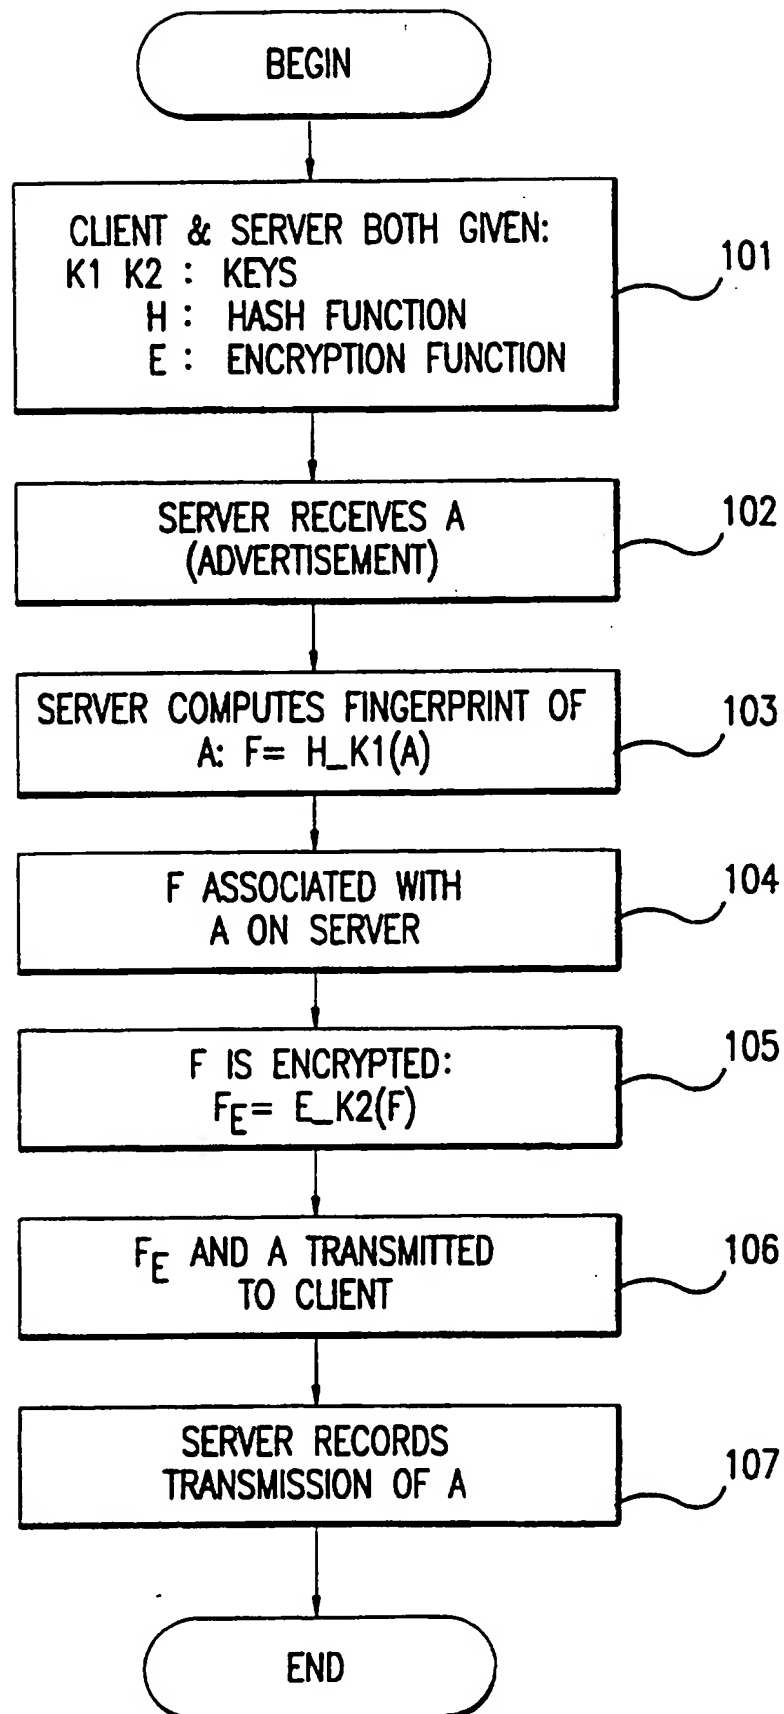 BEGIN
CLIENT & SERVER BOTH GIVEN:
K1 K2 : KEYS
H : HASH FUNCTION
E : ENCRYPTION FUNCTION
101
SERVER RECEIVES A
(ADVERTISEMENT)
102
SERVER COMPUTES FINGERPRINT OF
A: F= H_K1(A)
103
F ASSOCIATED WITH
A ON SERVER
104
F IS ENCRYPTED:
FE= E_K2(F)
105
FE AND A TRANSMITTED
TO CLIENT
106
SERVER RECORDS
TRANSMISSION OF A
107
END